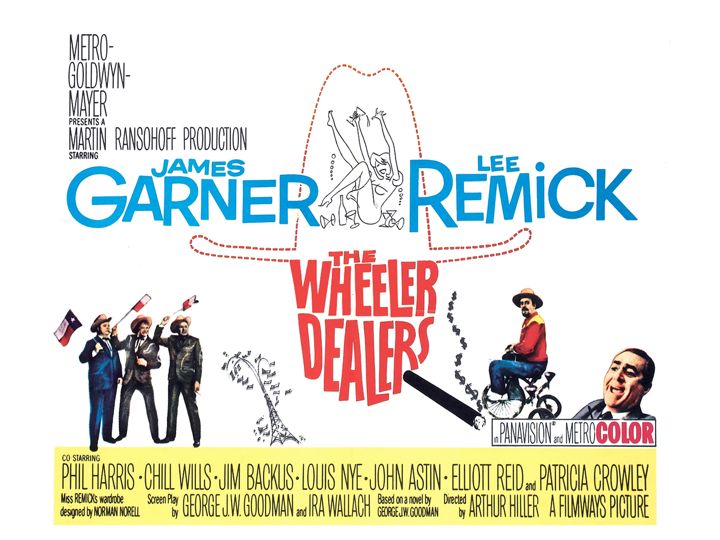 METRO-
GOLDWYN-
MAYER
PRESENTS A
MARTIN RANSOHOFF PRODUCTION
STARRING
JAMES
GARNER
LEE
REMiCK
THE
WHEELER
DEALERS
in PANAVISION® and METROCOLOR
CO STARRING
PHIL HARRIS · CHILL WILLS · JIM BACKUS · LOUIS NYE · JOHN ASTIN · ELLIOTT REID and PATRICIA CROWLEY
Miss REMICK's wardrobe designed by NORMAN NORELL
Screen Play by GEORGE J.W. GOODMAN and IRA WALLACH
Based on a novel by GEORGE J.W. GOODMAN
Directed by ARTHUR HILLER
A FILMWAYS PICTURE